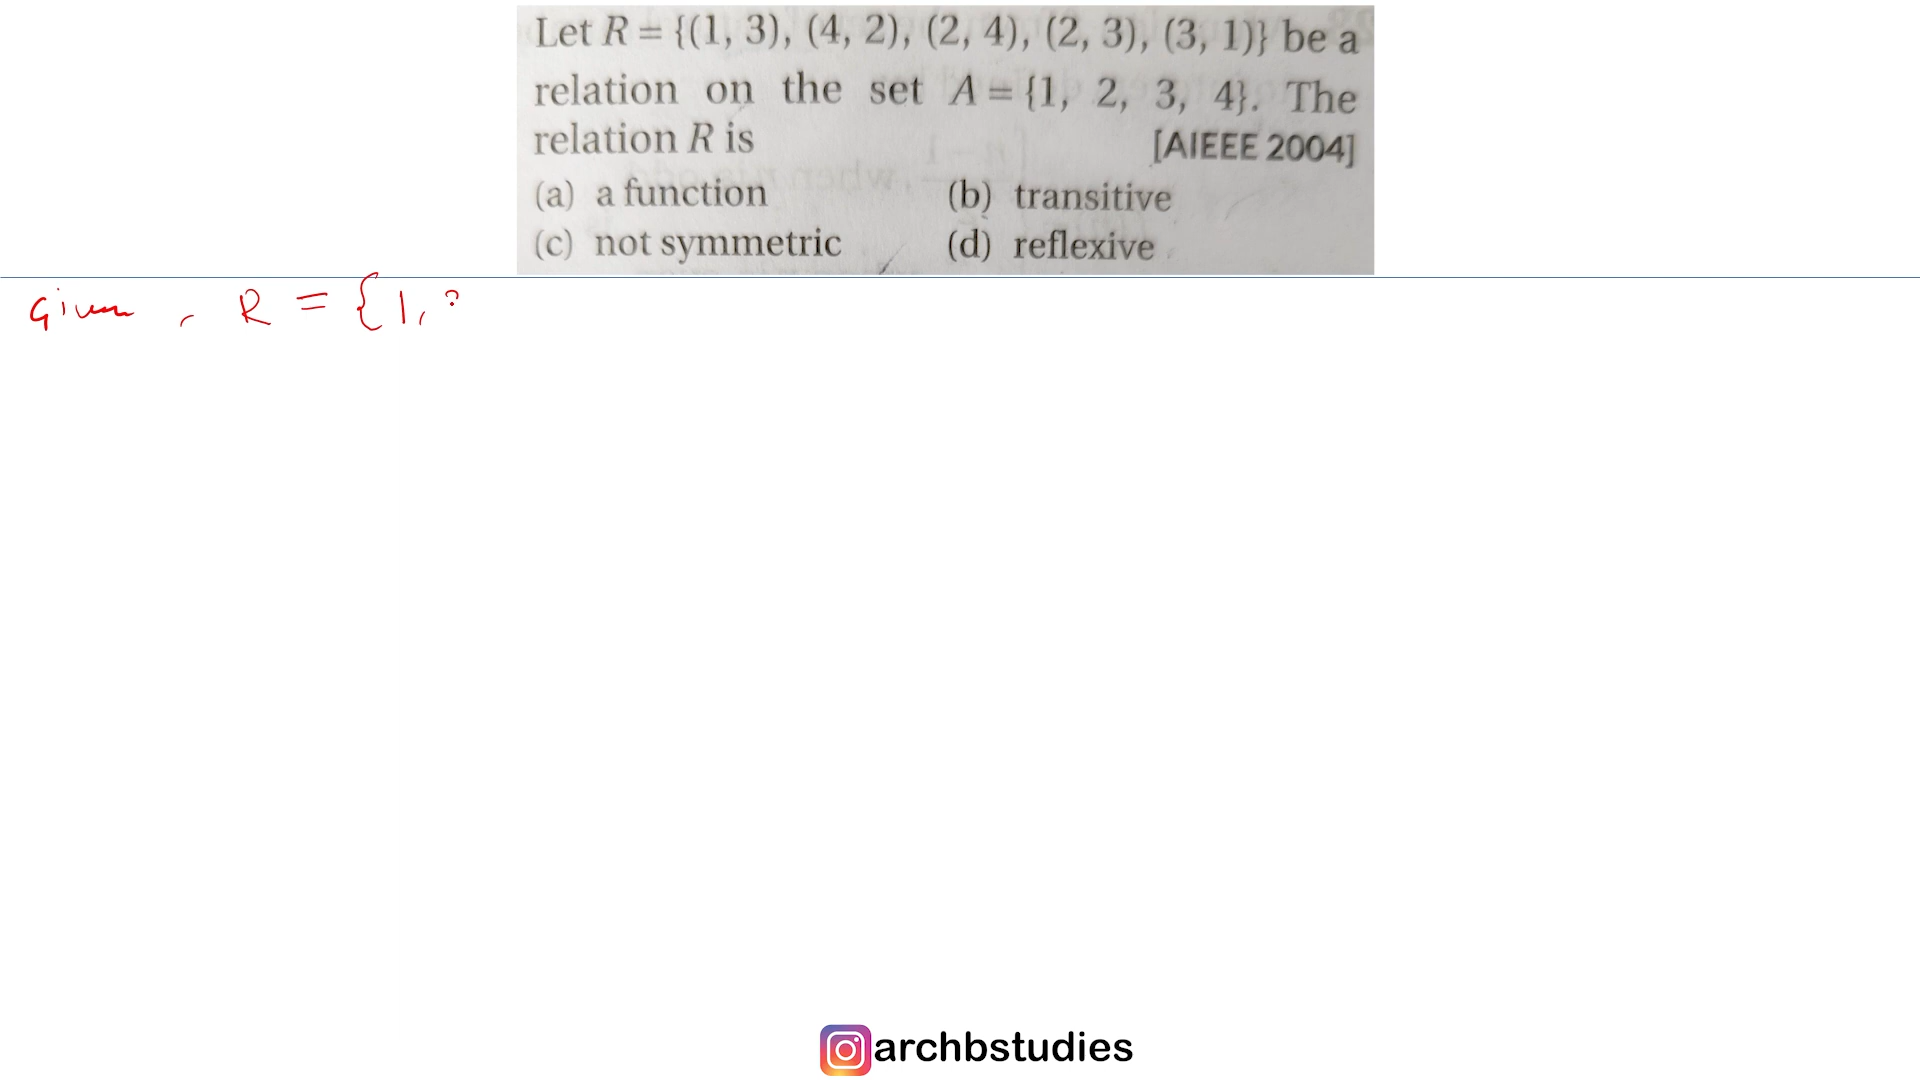 Let R = {(1, 3), (4, 2), (2, 4), (2, 3), (3, 1)} be a
relation on the set A = {1, 2, 3, 4}. The
relation R is [AIEEE 2004]
(a) a function (b) transitive
(c) not symmetric (d) reflexive
Given, R = {1,
archbstudies